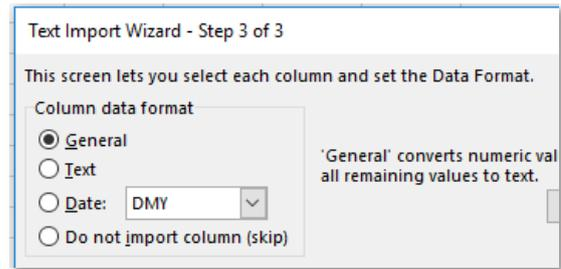 Text Import Wizard - Step 3 of 3
This screen lets you select each column and set the Data Format.
Column data format
General
Text
Date: DMY
Do not import column (skip)
'General' converts numeric val
all remaining values to text.